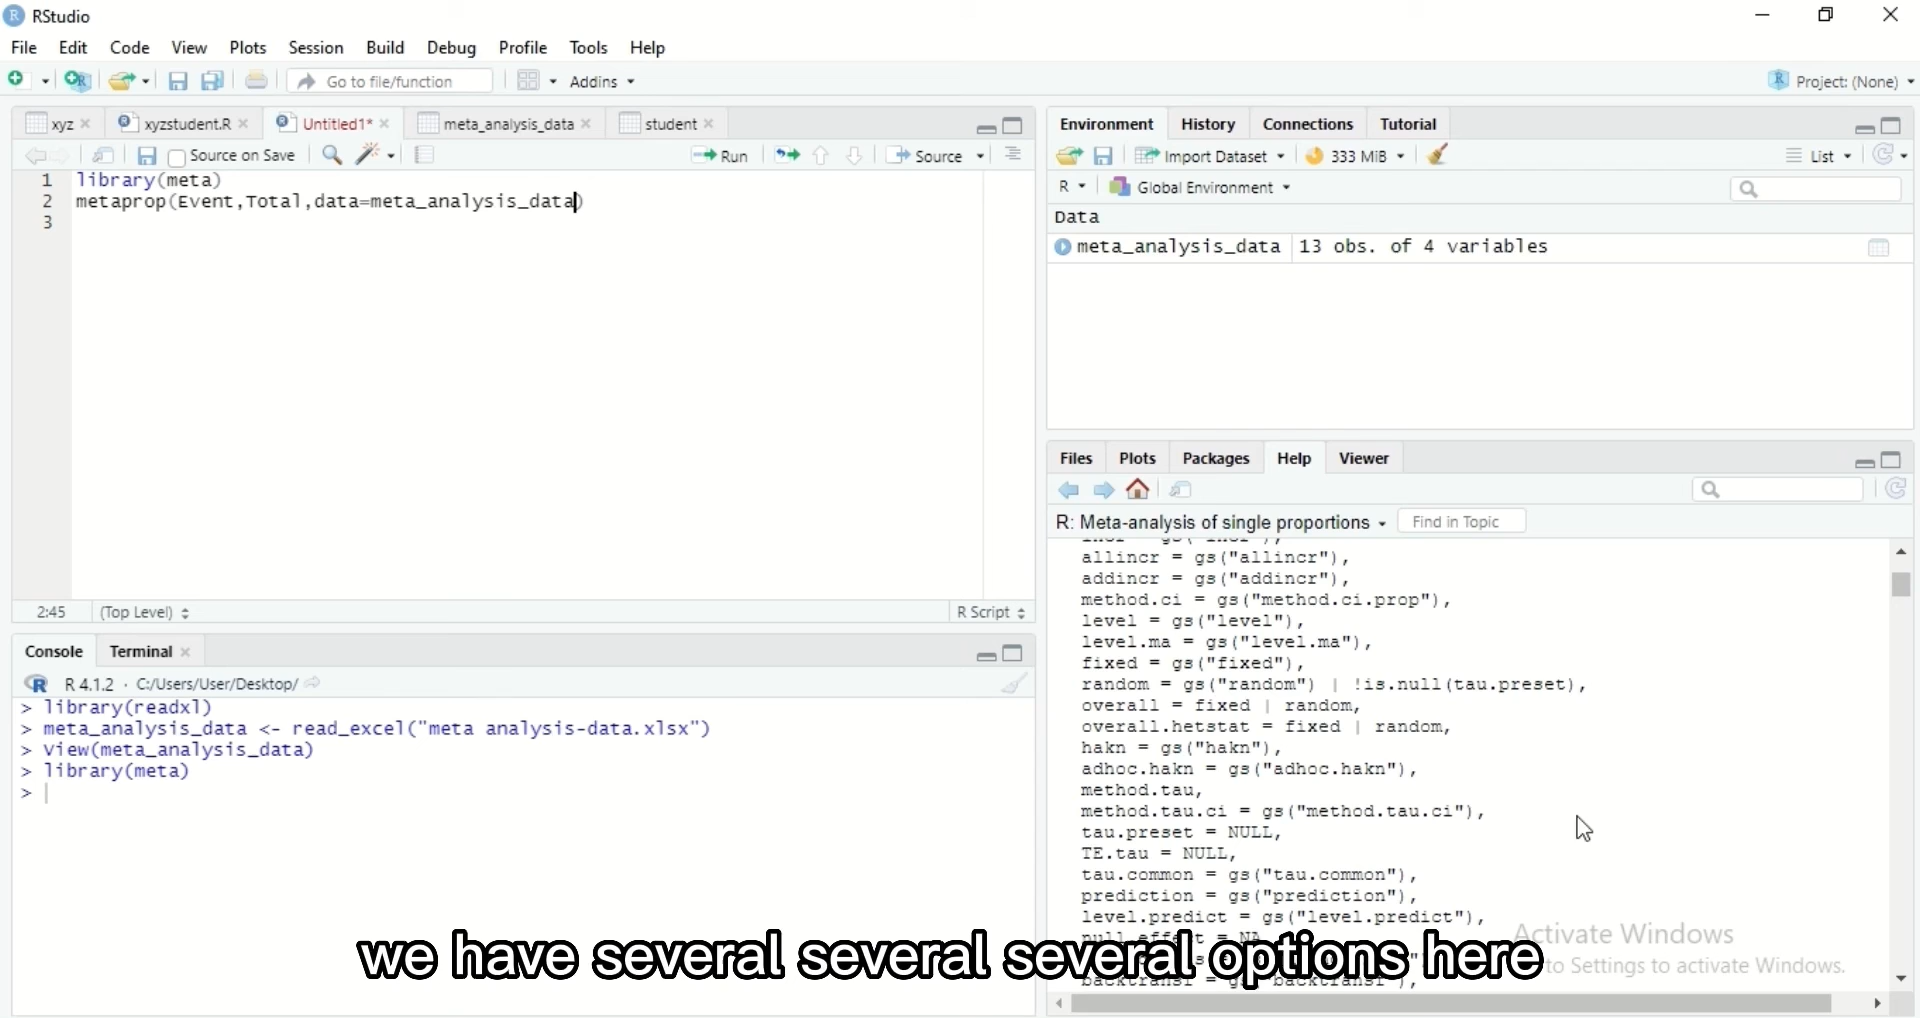 RStudio
File Edit Code View Plots Session Build Debug Profile Tools Help
Go to file/function Addins Project: (None)
xyz xyzstudent.R Untitled1* meta_analysis_data student
Source on Save Run Source
1 library(meta)
2 metaprop(Event,Total,data=meta_analysis_data)
3
2:45 (Top Level) R Script
Console Terminal
R 4.1.2 · C:/Users/User/Desktop/
> library(readxl)
> meta_analysis_data <- read_excel("meta analysis-data.xlsx")
> View(meta_analysis_data)
> library(meta)
>
Environment History Connections Tutorial
Import Dataset 333 MiB List
R Global Environment
Data
meta_analysis_data 13 obs. of 4 variables
Files Plots Packages Help Viewer
R: Meta-analysis of single proportions Find in Topic
allincr = gs("allincr"),
addincr = gs("addincr"),
method.ci = gs("method.ci.prop"),
level = gs("level"),
level.ma = gs("level.ma"),
fixed = gs("fixed"),
random = gs("random") | !is.null(tau.preset),
overall = fixed | random,
overall.hetstat = fixed | random,
hakn = gs("hakn"),
adhoc.hakn = gs("adhoc.hakn"),
method.tau,
method.tau.ci = gs("method.tau.ci"),
tau.preset = NULL,
TE.tau = NULL,
tau.common = gs("tau.common"),
prediction = gs("prediction"),
level.predict = gs("level.predict"),
Activate Windows
to Settings to activate Windows.
we have several several several options here